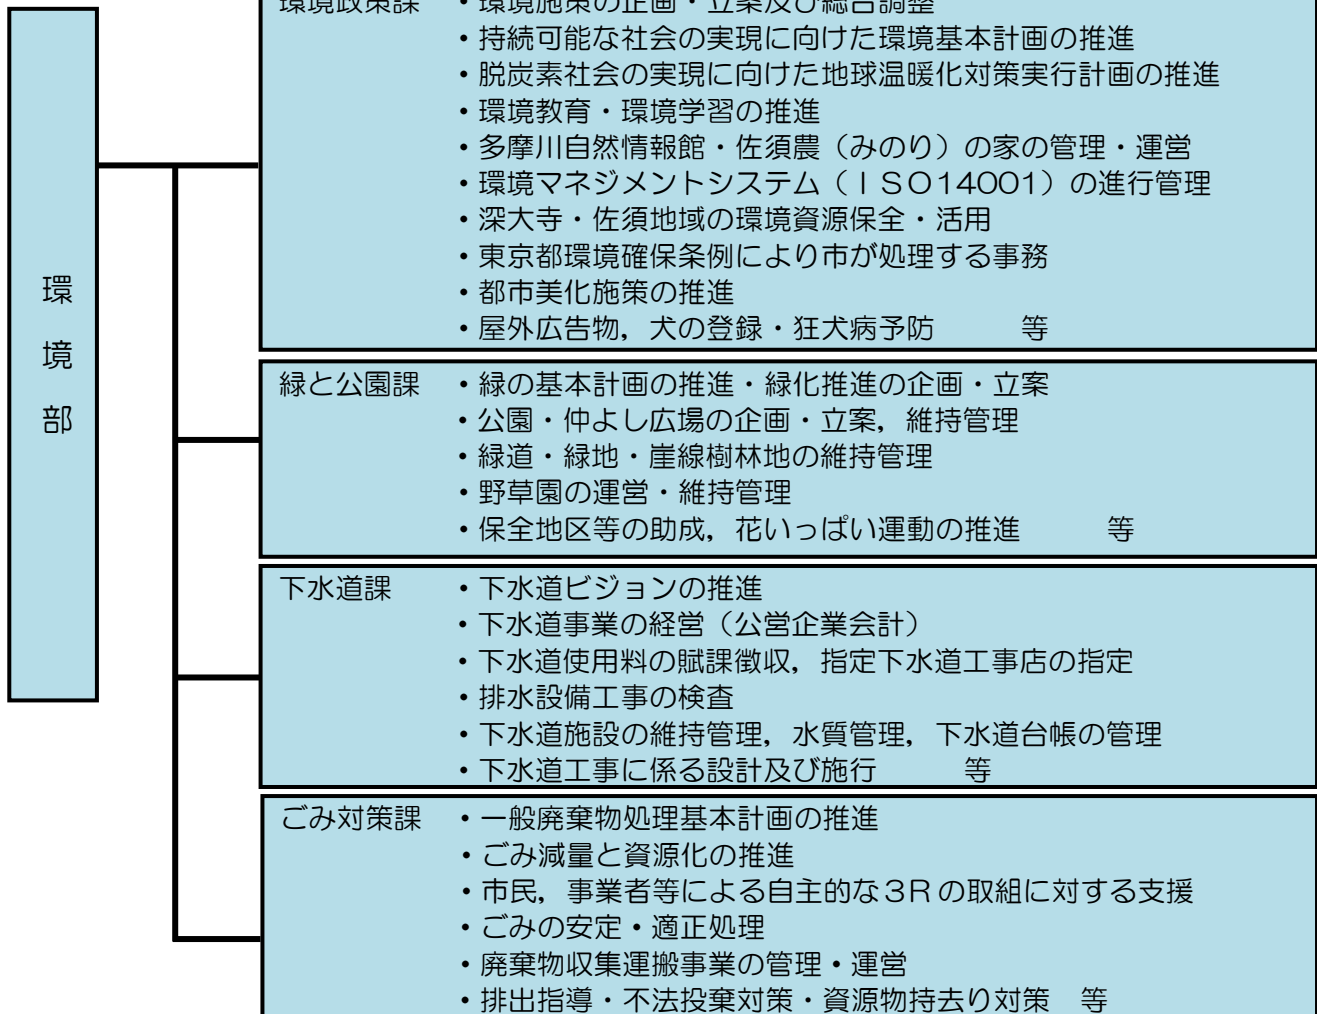 環境部
環境政策課 ・環境施策の企画・立案及び総合調整
・持続可能な社会の実現に向けた環境基本計画の推進
・脱炭素社会の実現に向けた地球温暖化対策実行計画の推進
・環境教育・環境学習の推進
・多摩川自然情報館・佐須農（みのり）の家の管理・運営
・環境マネジメントシステム（ＩＳＯ14001）の進行管理
・深大寺・佐須地域の環境資源保全・活用
・東京都環境確保条例により市が処理する事務
・都市美化施策の推進
・屋外広告物，犬の登録・狂犬病予防 等
緑と公園課 ・緑の基本計画の推進・緑化推進の企画・立案
・公園・仲よし広場の企画・立案，維持管理
・緑道・緑地・崖線樹林地の維持管理
・野草園の運営・維持管理
・保全地区等の助成，花いっぱい運動の推進 等
下水道課 ・下水道ビジョンの推進
・下水道事業の経営（公営企業会計）
・下水道使用料の賦課徴収，指定下水道工事店の指定
・排水設備工事の検査
・下水道施設の維持管理，水質管理，下水道台帳の管理
・下水道工事に係る設計及び施行 等
ごみ対策課 ・一般廃棄物処理基本計画の推進
・ごみ減量と資源化の推進
・市民，事業者等による自主的な３Ｒの取組に対する支援
・ごみの安定・適正処理
・廃棄物収集運搬事業の管理・運営
・排出指導・不法投棄対策・資源物持去り対策 等